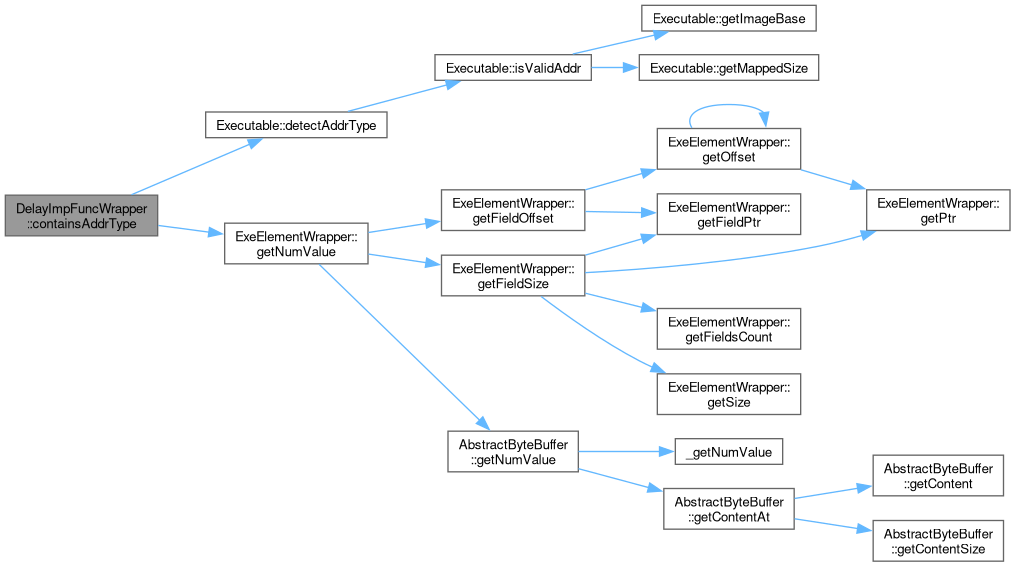 Executable::getImageBase
Executable::isValidAddr
Executable::getMappedSize
Executable::detectAddrType
ExeElementWrapper::
getOffset
DelayImpFuncWrapper
::containsAddrType
ExeElementWrapper::
getFieldOffset
ExeElementWrapper::
getFieldPtr
ExeElementWrapper::
getPtr
ExeElementWrapper::
getNumValue
ExeElementWrapper::
getFieldSize
ExeElementWrapper::
getFieldsCount
ExeElementWrapper::
getSize
AbstractByteBuffer
::getNumValue
_getNumValue
AbstractByteBuffer
::getContent
AbstractByteBuffer
::getContentAt
AbstractByteBuffer
::getContentSize